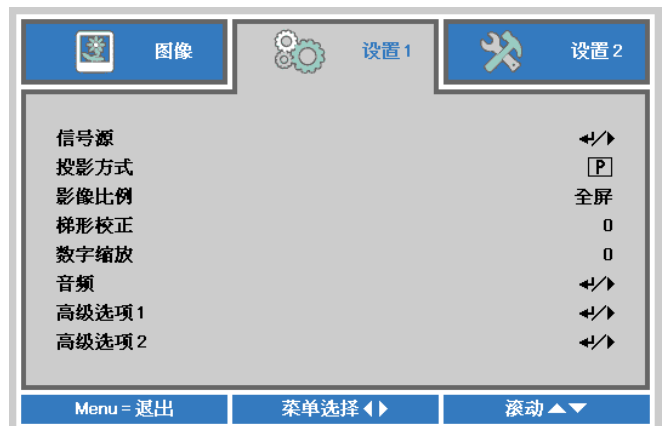 图像 设置1 设置2
信号源 ↵/▶
投影方式 P
影像比例 全屏
梯形校正 0
数字缩放 0
音频 ↵/▶
高级选项1 ↵/▶
高级选项2 ↵/▶
Menu = 退出 菜单选择◀▶ 滚动▲▼